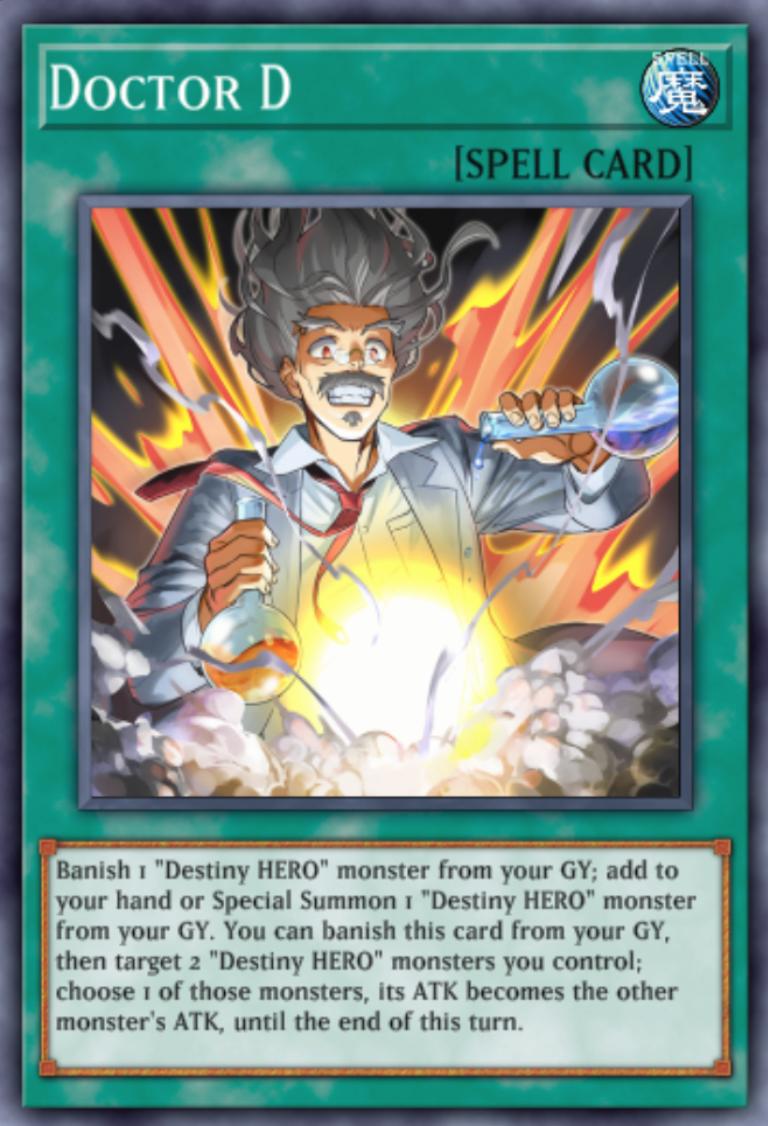 DOCTOR D
SPELL
魔
[SPELL CARD]
Banish 1 "Destiny HERO" monster from your GY; add to
your hand or Special Summon 1 "Destiny HERO" monster
from your GY. You can banish this card from your GY,
then target 2 "Destiny HERO" monsters you control;
choose 1 of those monsters, its ATK becomes the other
monster's ATK, until the end of this turn.